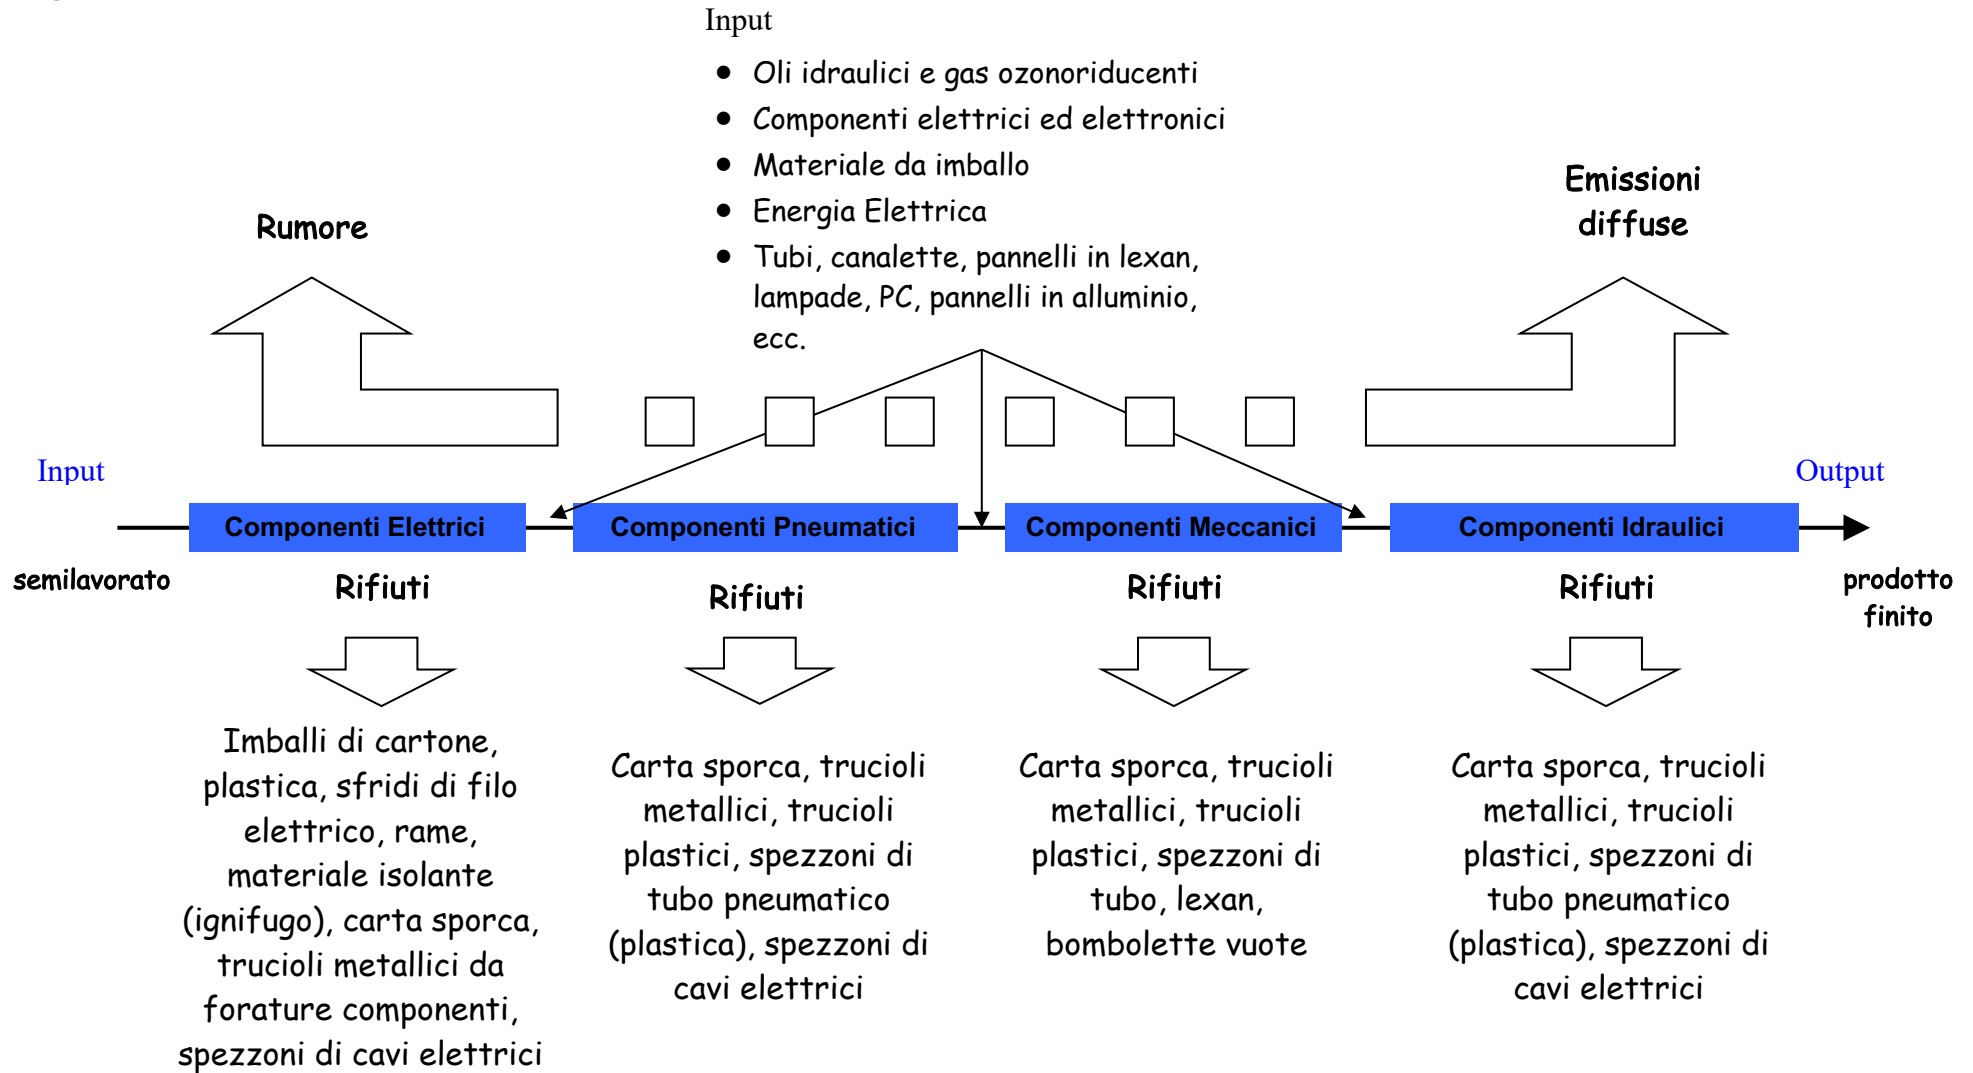 Input
• Oli idraulici e gas ozonoriducenti
• Componenti elettrici ed elettronici
• Materiale da imballo
• Energia Elettrica
• Tubi, canalette, pannelli in lexan,
lampade, PC, pannelli in alluminio,
ecc.
Rumore
Emissioni
diffuse
Input
Output
Componenti Elettrici
Componenti Pneumatici
Componenti Meccanici
Componenti Idraulici
semilavorato
prodotto
finito
Rifiuti
Rifiuti
Rifiuti
Rifiuti
Imballi di cartone,
plastica, sfridi di filo
elettrico, rame,
materiale isolante
(ignifugo), carta sporca,
trucioli metallici da
forature componenti,
spezzoni di cavi elettrici
Carta sporca, trucioli
metallici, trucioli
plastici, spezzoni di
tubo pneumatico
(plastica), spezzoni di
cavi elettrici
Carta sporca, trucioli
metallici, trucioli
plastici, spezzoni di
tubo, lexan,
bombolette vuote
Carta sporca, trucioli
metallici, trucioli
plastici, spezzoni di
tubo pneumatico
(plastica), spezzoni di
cavi elettrici